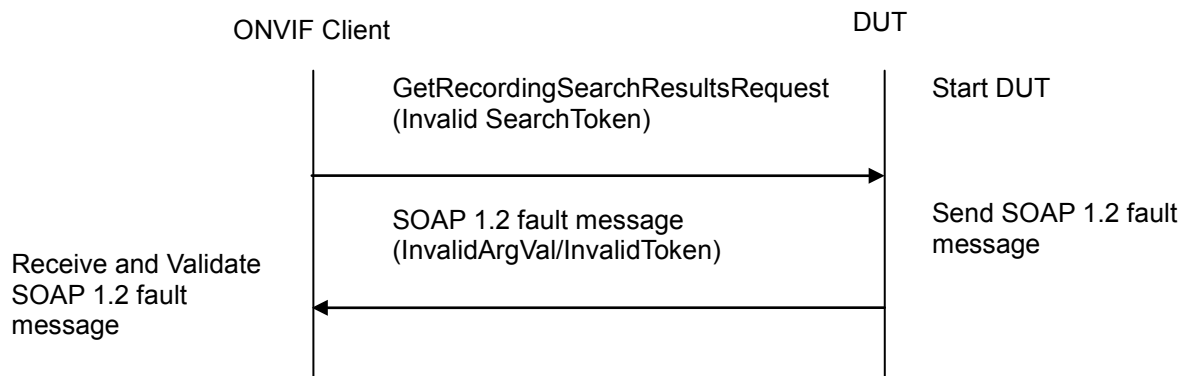 ONVIF Client
DUT
GetRecordingSearchResultsRequest
(Invalid SearchToken)
Start DUT
SOAP 1.2 fault message
(InvalidArgVal/InvalidToken)
Send SOAP 1.2 fault
message
Receive and Validate
SOAP 1.2 fault
message